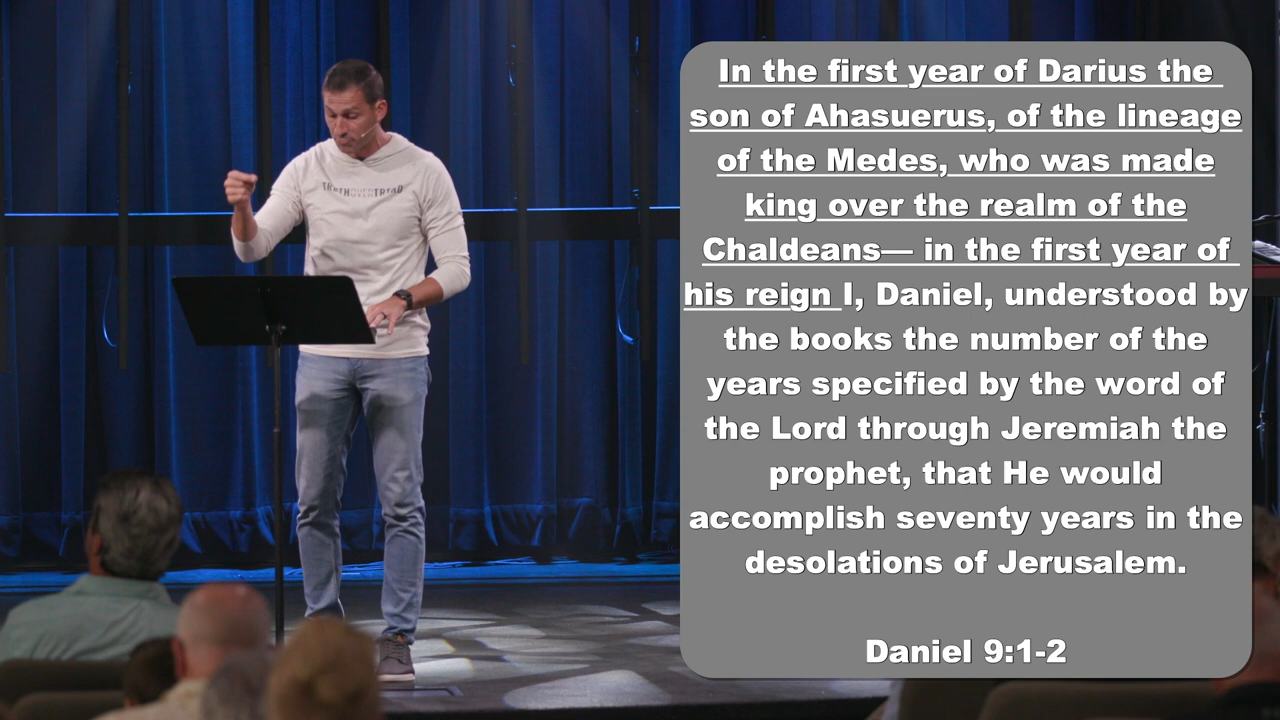 In the first year of Darius the
son of Ahasuerus, of the lineage
of the Medes, who was made
king over the realm of the
Chaldeans— in the first year of
his reign I, Daniel, understood by
the books the number of the
years specified by the word of
the Lord through Jeremiah the
prophet, that He would
accomplish seventy years in the
desolations of Jerusalem.
Daniel 9:1-2
TRUTH OVER TREND